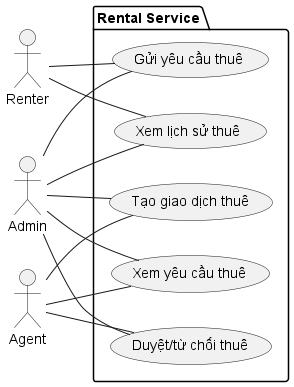 Rental Service
Gửi yêu cầu thuê
Renter
Xem lịch sử thuê
Tạo giao dịch thuê
Admin
Xem yêu cầu thuê
Agent
Duyệt/từ chối thuê